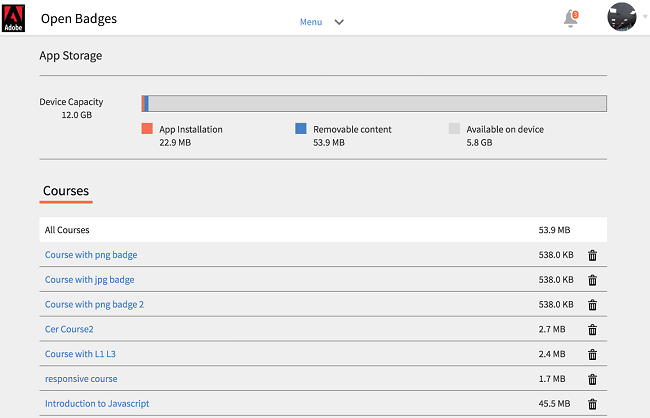 Adobe
Open Badges
Menu
3
App Storage
Device Capacity
12.0 GB
App Installation
22.9 MB
Removable content
53.9 MB
Available on device
5.8 GB
Courses
All Courses 53.9 MB
Course with png badge 538.0 KB
Course with jpg badge 538.0 KB
Course with png badge 2 538.0 KB
Cer Course2 2.7 MB
Course with L1 L3 2.4 MB
responsive course 1.7 MB
Introduction to Javascript 45.5 MB